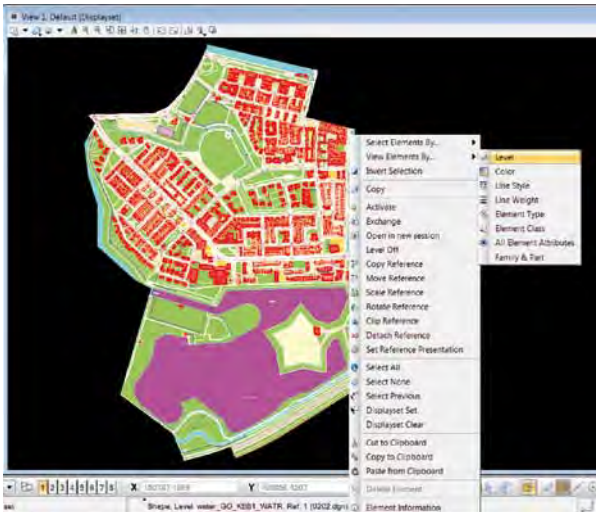 View 1, Default [Displayset]
Select Elements By...
View Elements By...
Invert Selection
Copy
Activate
Exchange
Open in new session
Level Off
Copy Reference
Move Reference
Scale Reference
Rotate Reference
Clip Reference
Detach Reference
Set Reference Presentation
Select All
Select None
Select Previous
Displayset Set
Displayset Clear
Cut to Clipboard
Copy to Clipboard
Paste from Clipboard
Delete Element
Element Information
Level
Color
Line Style
Line Weight
Element Type
Element Class
All Element Attributes
Family & Part
1 2 3 4 5 6 7 8 X Y
Shape, Level: water_GO_KEB1_WATR, Ref: 1 (0202.dgn)